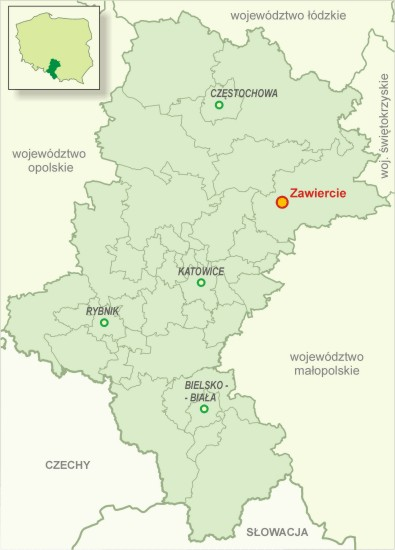 województwo łódzkie
CZĘSTOCHOWA
woj. świętokrzyskie
województwo
opolskie
Zawiercie
KATOWICE
RYBNIK
województwo
małopolskie
BIELSKO -
- BIAŁA
CZECHY
SŁOWACJA